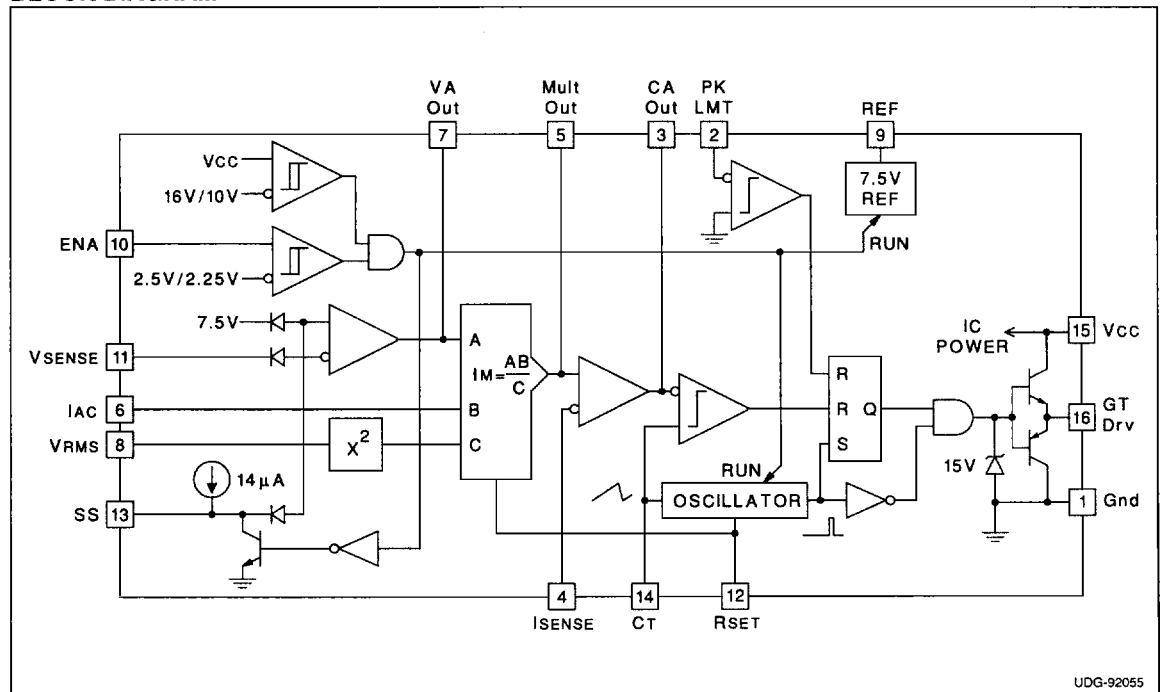 VA Out
7
Mult Out
5
CA Out
3
PK LMT
2
REF
9
VCC
16V/10V
7.5V REF
ENA
10
RUN
2.5V/2.25V
7.5V
VSENSE
11
IAC
6
VRMS
8
X2
A
B
C
IM=AB/C
IC POWER
15
VCC
R
R
Q
S
16
GT Drv
15V
1
Gnd
14µA
SS
13
RUN
OSCILLATOR
4
ISENSE
14
CT
12
RSET
UDG-92055